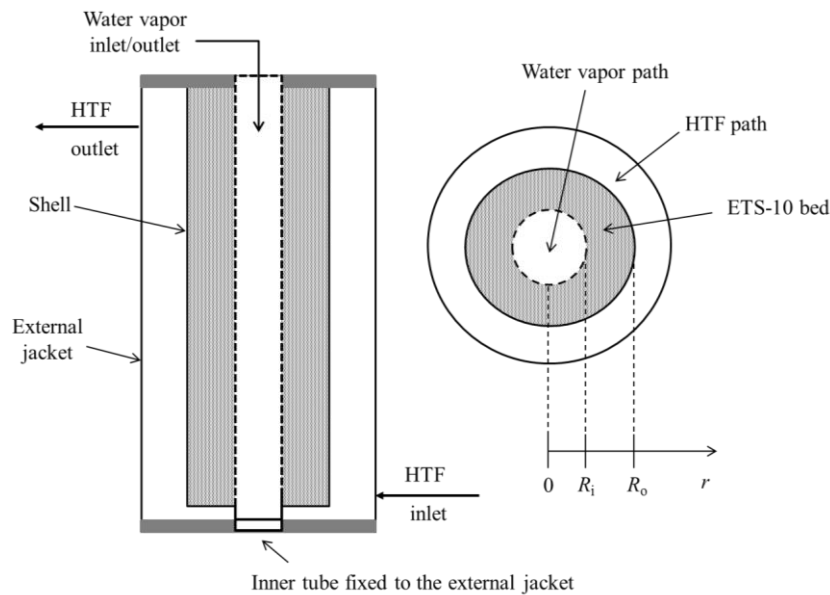 Water vapor
inlet/outlet
HTF
outlet
Shell
External
jacket
HTF
inlet
Inner tube fixed to the external jacket
Water vapor path
HTF path
ETS-10 bed
0
Ri
Ro
r